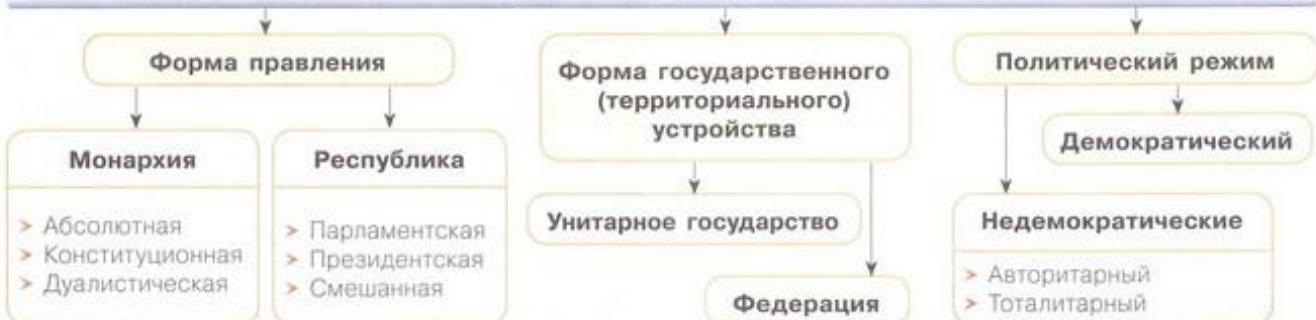 Форма правления
Монархия
> Абсолютная
> Конституционная
> Дуалистическая
Республика
> Парламентская
> Президентская
> Смешанная
Форма государственного
(территориального)
устройства
Унитарное государство
Федерация
Политический режим
Демократический
Недемократические
> Авторитарный
> Тоталитарный